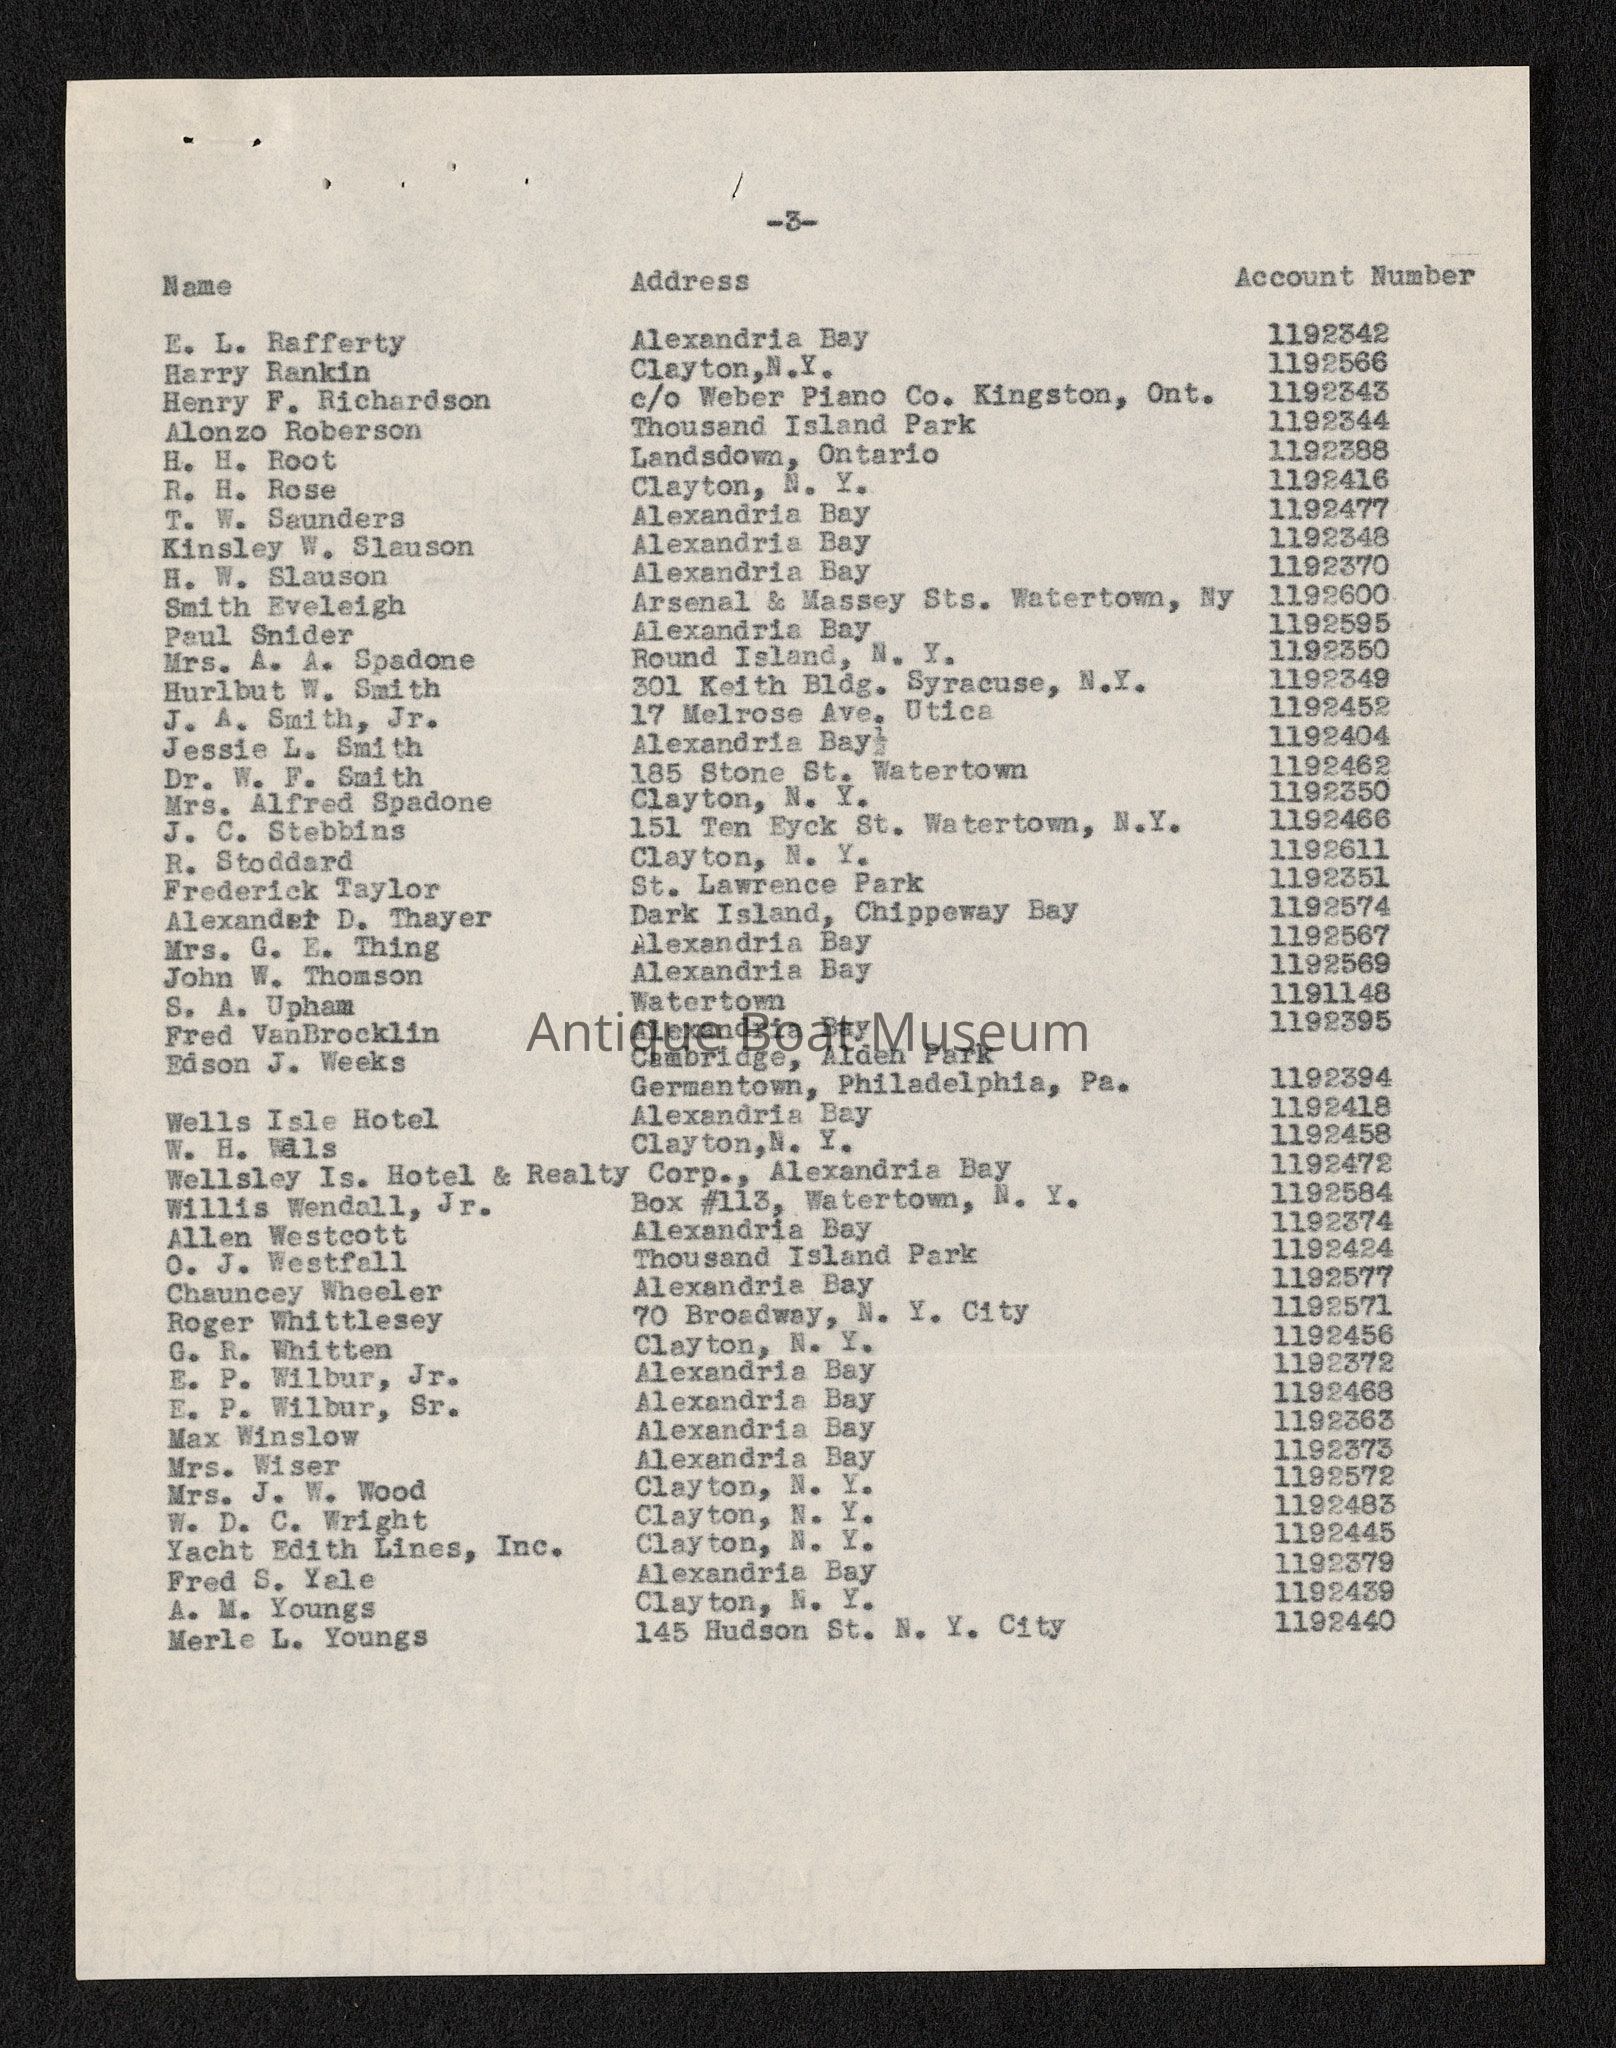 -3-
Name Address Account Number
E. L. Rafferty Alexandria Bay 1192342
Harry Rankin Clayton,N.Y. 1192566
Henry F. Richardson c/o Weber Piano Co. Kingston, Ont. 1192343
Alonzo Roberson Thousand Island Park 1192344
H. H. Root Landsdown, Ontario 1192388
R. H. Rose Clayton, N. Y. 1192416
T. W. Saunders Alexandria Bay 1192477
Kinsley W. Slauson Alexandria Bay 1192348
H. W. Slauson Alexandria Bay 1192370
Smith Eveleigh Arsenal & Massey Sts. Watertown, Ny 1192600
Paul Snider Alexandria Bay 1192595
Mrs. A. A. Spadone Round Island, N. Y. 1192350
Hurlbut W. Smith 301 Keith Bldg. Syracuse, N.Y. 1192349
J. A. Smith, Jr. 17 Melrose Ave. Utica 1192452
Jessie L. Smith Alexandria Bay½ 1192404
Dr. W. F. Smith 185 Stone St. Watertown 1192462
Mrs. Alfred Spadone Clayton, N. Y. 1192350
J. C. Stebbins 151 Ten Eyck St. Watertown, N.Y. 1192466
R. Stoddard Clayton, N. Y. 1192611
Frederick Taylor St. Lawrence Park 1192351
Alexander D. Thayer Dark Island, Chippeway Bay 1192574
Mrs. G. E. Thing Alexandria Bay 1192567
John W. Thomson Alexandria Bay 1192569
S. A. Upham Watertown 1191148
Fred VanBrocklin Alexandria Bay 1192395
Antique Boat Museum
Edson J. Weeks Cambridge, Alden Park
Germantown, Philadelphia, Pa. 1192394
Wells Isle Hotel Alexandria Bay 1192418
W. H. Wells Clayton,N. Y. 1192458
Wellsley Is. Hotel & Realty Corp., Alexandria Bay 1192472
Willis Wendall, Jr. Box #113, Watertown, N. Y. 1192584
Allen Westcott Alexandria Bay 1192374
O. J. Westfall Thousand Island Park 1192424
Chauncey Wheeler Alexandria Bay 1192577
Roger Whittlesey 70 Broadway, N. Y. City 1192571
G. R. Whitten Clayton, N. Y. 1192456
E. P. Wilbur, Jr. Alexandria Bay 1192372
E. P. Wilbur, Sr. Alexandria Bay 1192468
Max Winslow Alexandria Bay 1192363
Mrs. Wiser Alexandria Bay 1192373
Mrs. J. W. Wood Clayton, N. Y. 1192572
W. D. C. Wright Clayton, N. Y. 1192483
Yacht Edith Lines, Inc. Clayton, N. Y. 1192445
Fred S. Yale Alexandria Bay 1192379
A. M. Youngs Clayton, N. Y. 1192439
Merle L. Youngs 145 Hudson St. N. Y. City 1192440